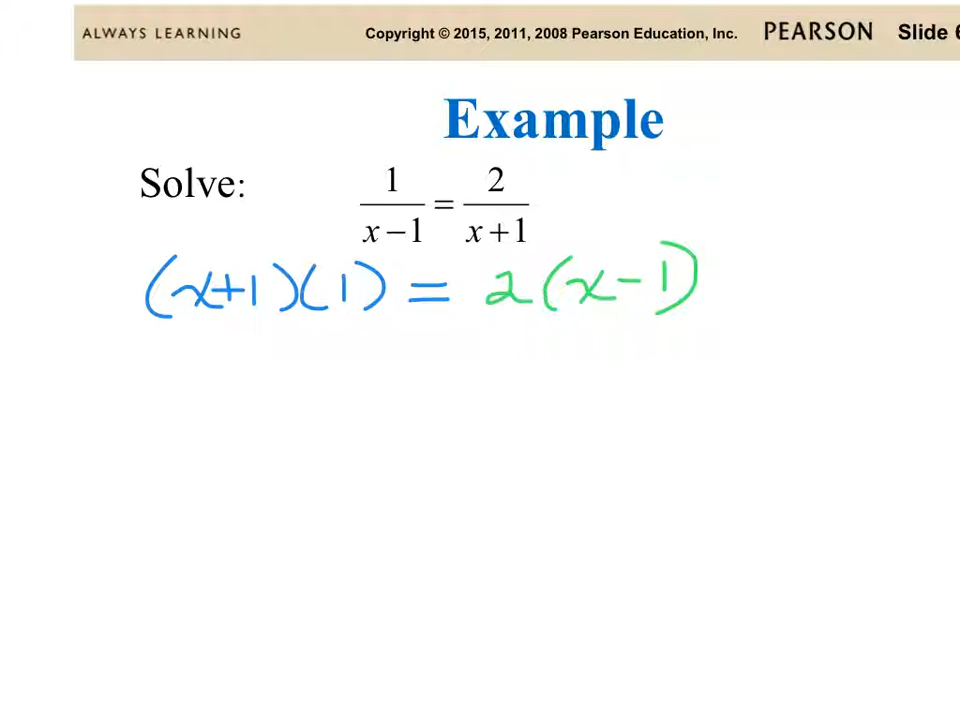 ALWAYS LEARNING Copyright © 2015, 2011, 2008 Pearson Education, Inc. PEARSON Slide 6
Example
Solve: 1/(x−1) = 2/(x+1)
(x+1)(1) = 2(x−1)